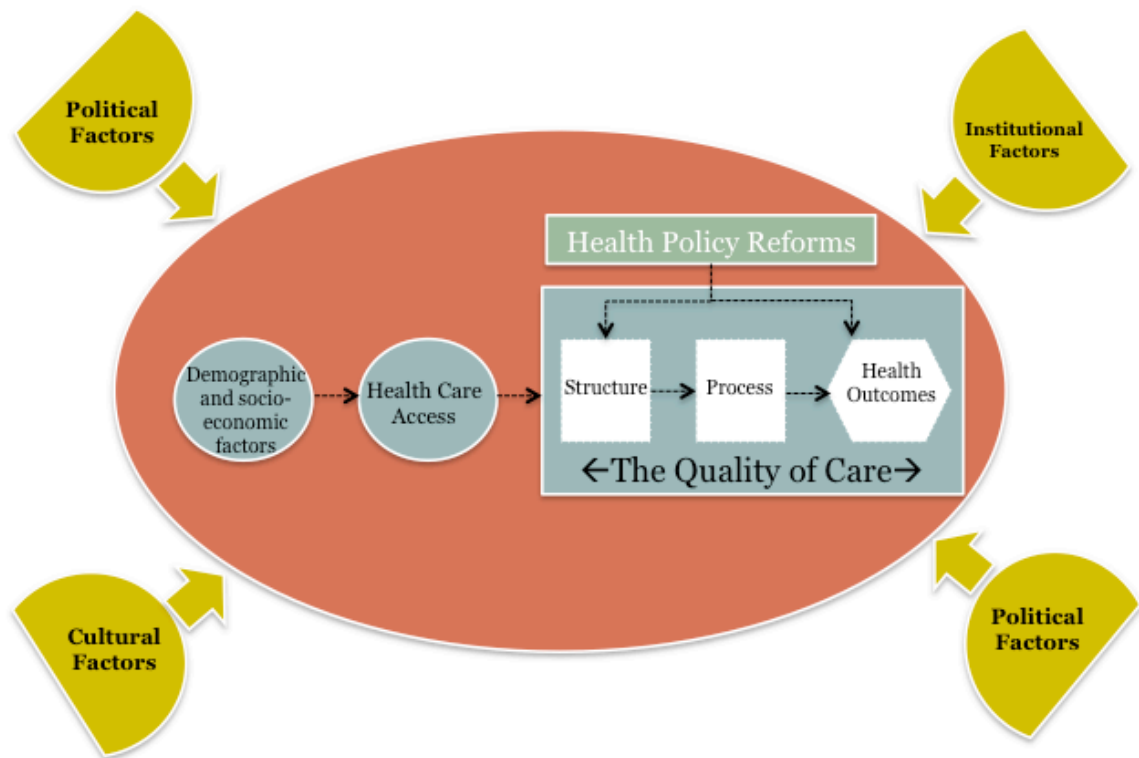 Political
Factors
Institutional
Factors
Health Policy Reforms
Demographic
and socio-
economic
factors
Health Care
Access
Structure
Process
Health
Outcomes
←The Quality of Care→
Cultural
Factors
Political
Factors